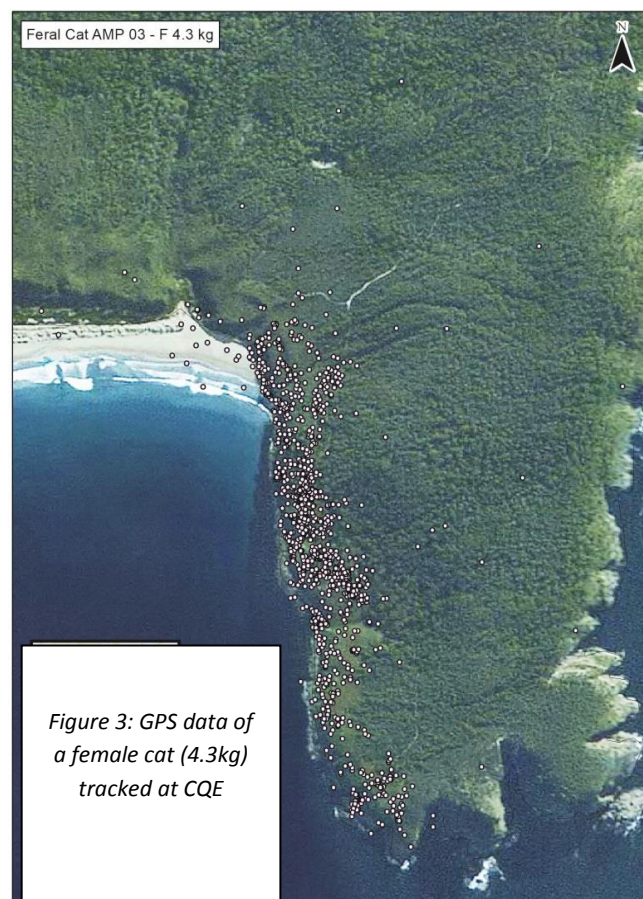 Feral Cat AMP 03 - F 4.3 kg
N
Figure 3: GPS data of
a female cat (4.3kg)
tracked at CQE